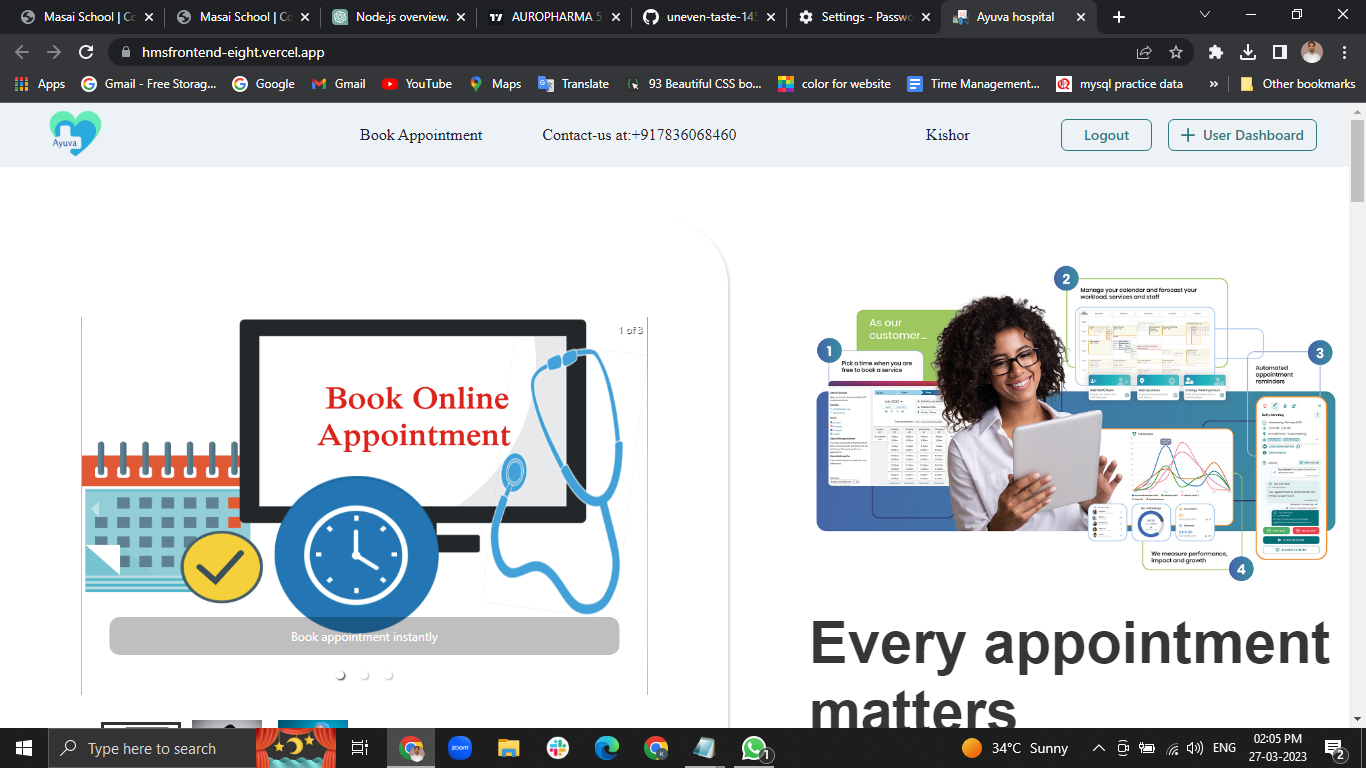 Masai School | Co
Masai School | Co
Node.js overview.
AUROPHARMA 5
uneven-taste-145
Settings - Passwo
Ayuva hospital
hmsfrontend-eight.vercel.app
Apps
Gmail - Free Storag...
Google
Gmail
YouTube
Maps
Translate
93 Beautiful CSS bo...
color for website
Time Management...
mysql practice data
»
Other bookmarks
Ayuva
Book Appointment
Contact-us at:+917836068460
Kishor
Logout
+ User Dashboard
1 of 3
Book Online
Appointment
Book appointment instantly
As our
customer...
1
Pick a time when you are
free to book a service
2
Manage your calendar and forecast your
workload, services and staff
3
Automated
appointment
reminders
We measure performance,
impact and growth
4
Every appointment
matters
Type here to search
zoom
1
34°C Sunny
ENG
02:05 PM
27-03-2023
2